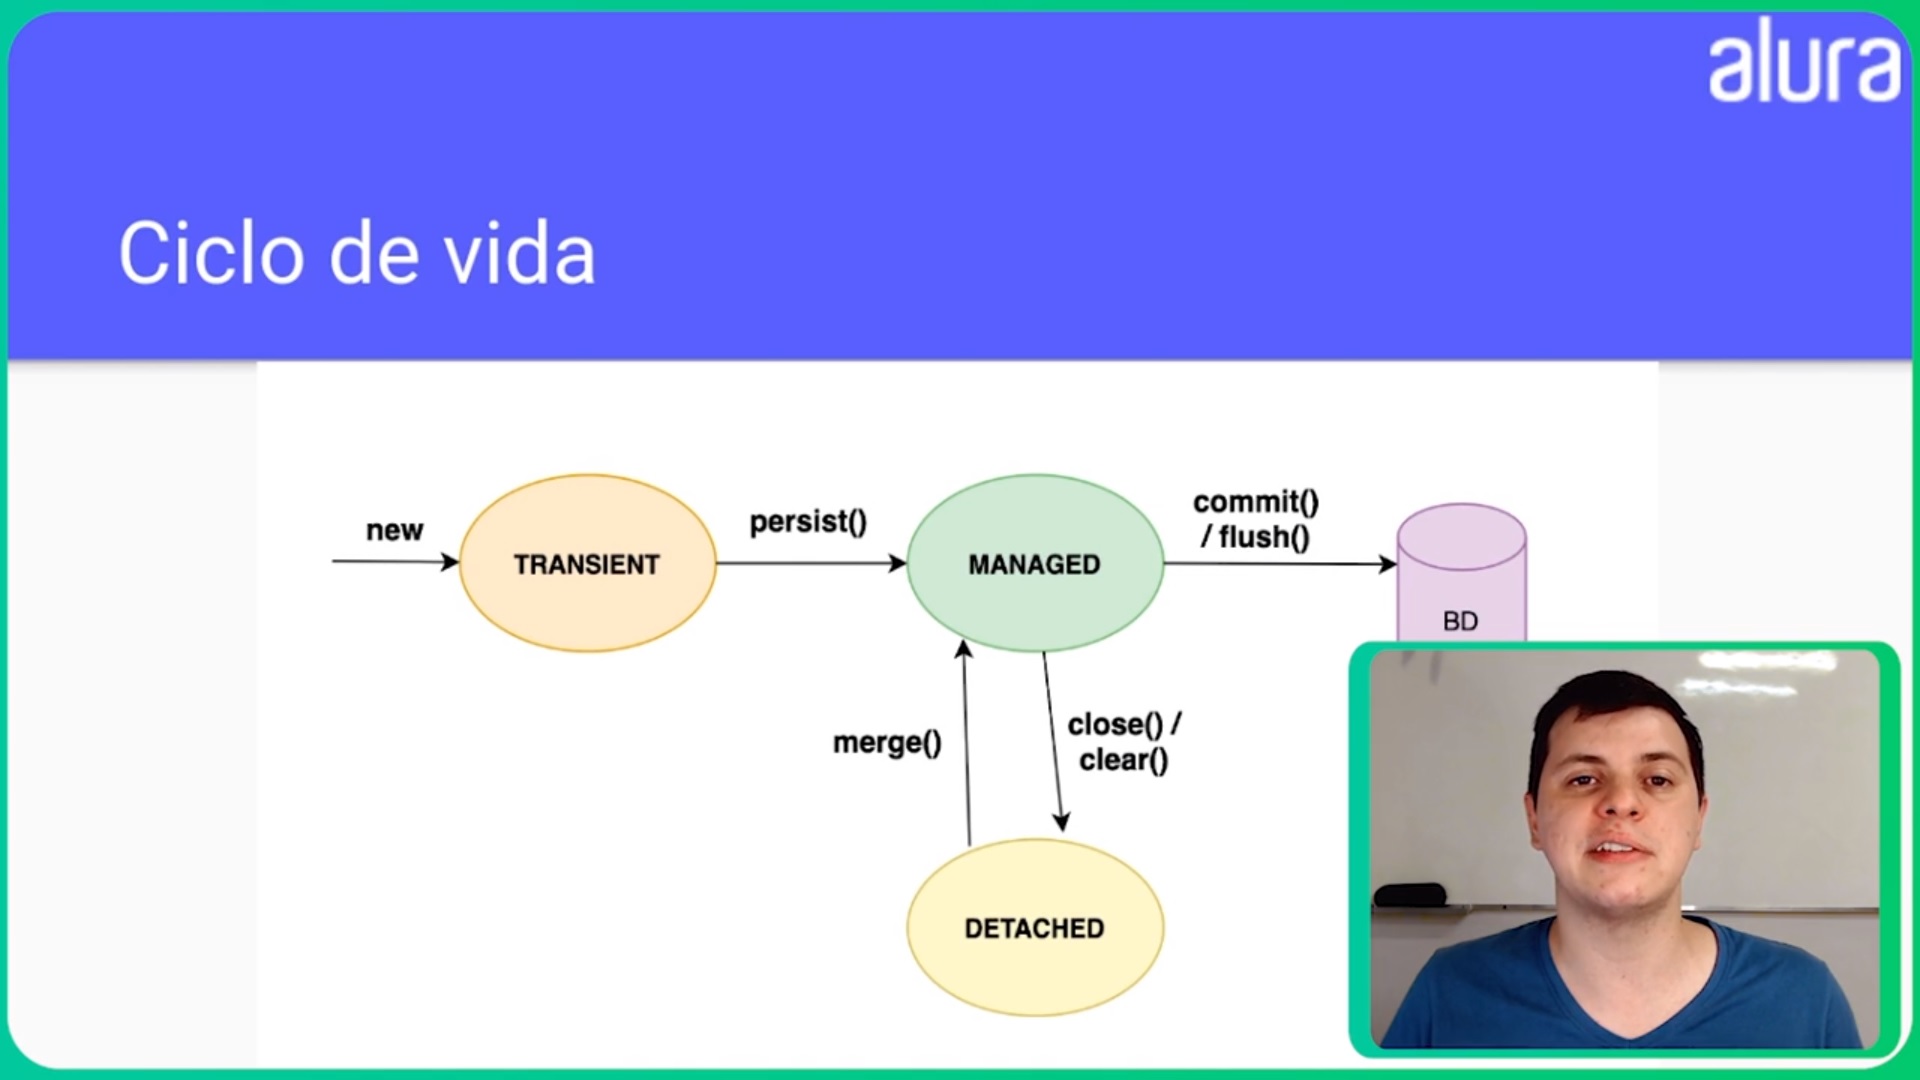 alura
Ciclo de vida
new
TRANSIENT
persist()
MANAGED
commit()
/ flush()
BD
merge()
close() /
clear()
DETACHED